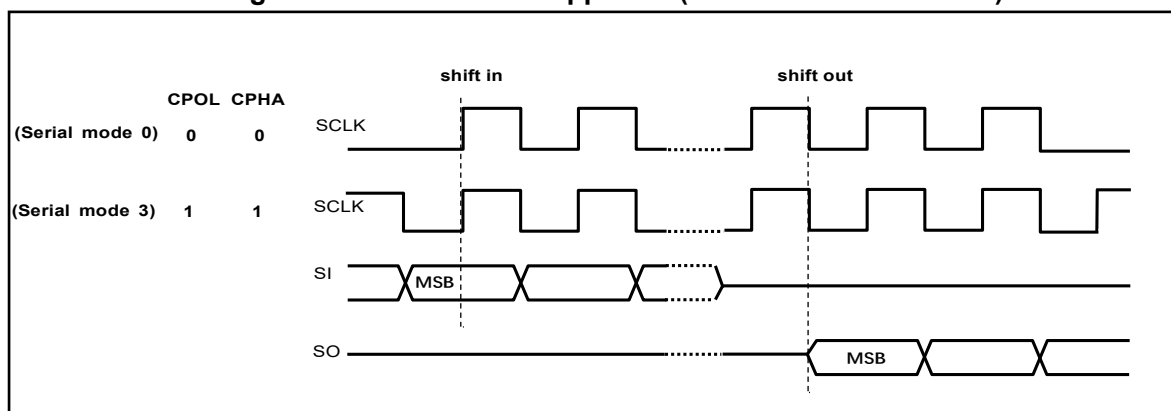 shift in shift out
CPOL CPHA
(Serial mode 0) 0 0 SCLK
(Serial mode 3) 1 1 SCLK
SI MSB
SO MSB